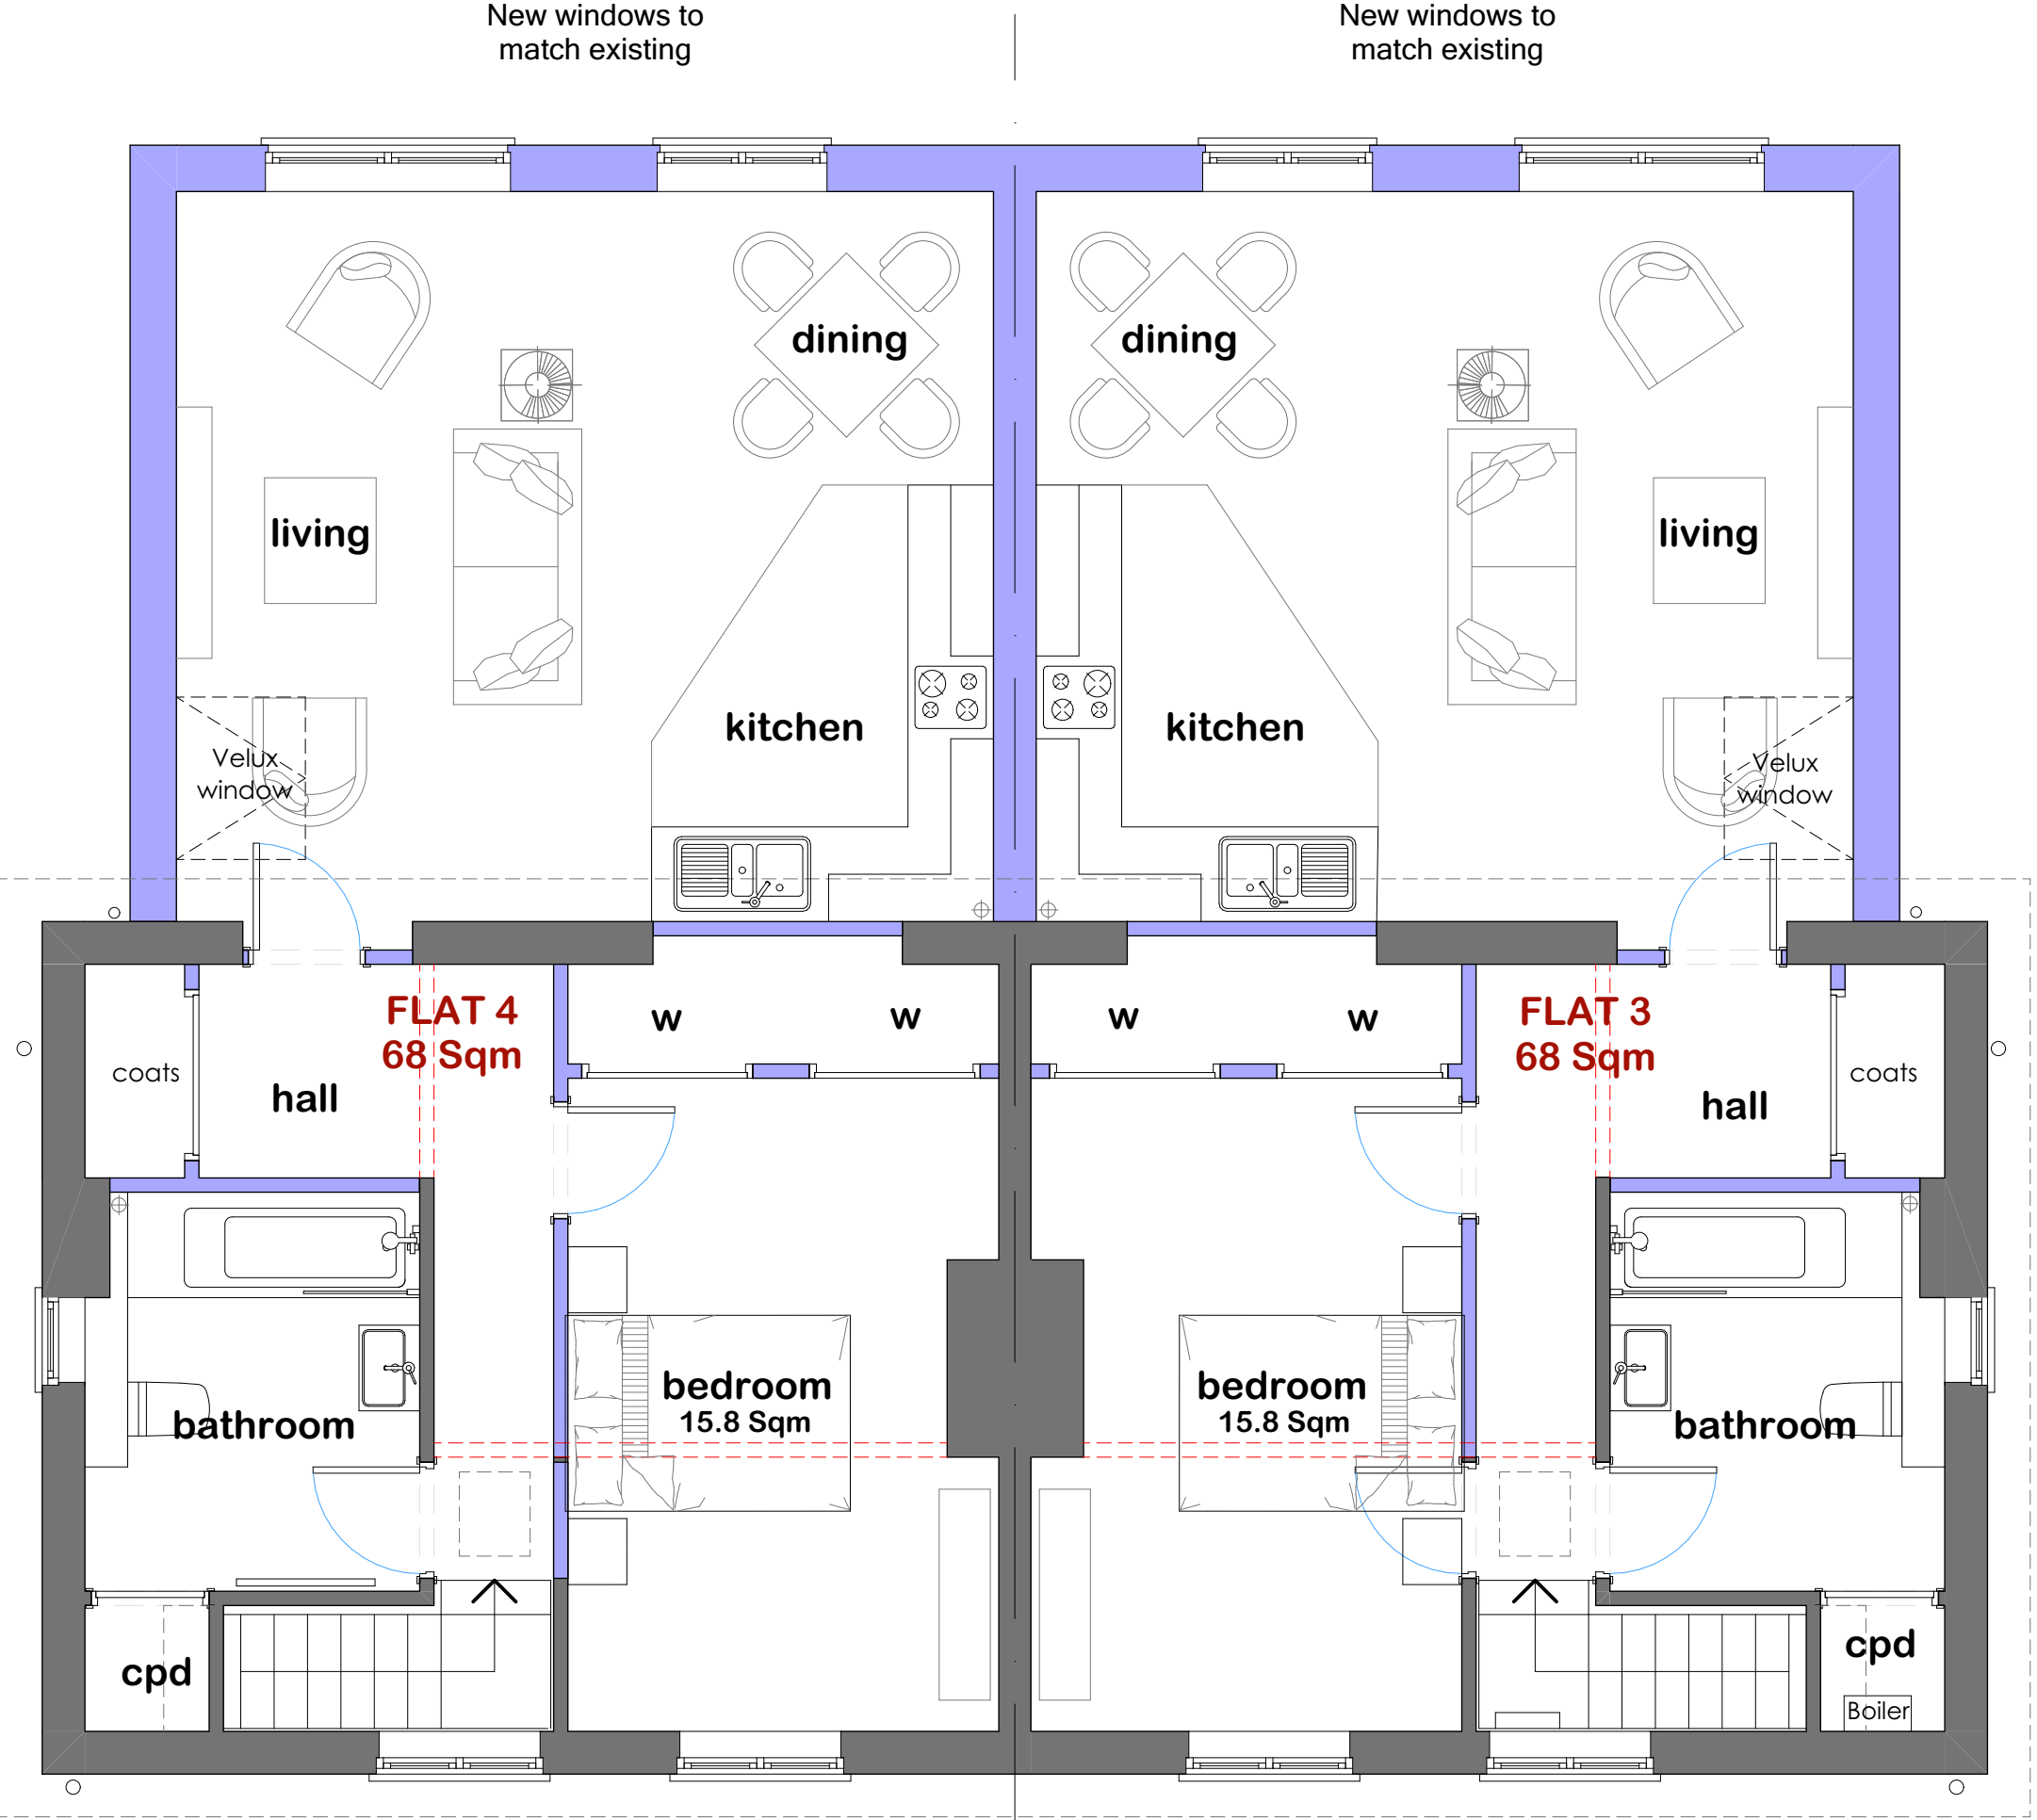 New windows to
match existing
New windows to
match existing
dining
dining
living
living
kitchen
kitchen
Velux
window
Velux
window
FLAT 4
68 Sqm
w
w
w
w
FLAT 3
68 Sqm
coats
hall
hall
coats
bedroom
15.8 Sqm
bedroom
15.8 Sqm
bathroom
bathroom
cpd
cpd
Boiler